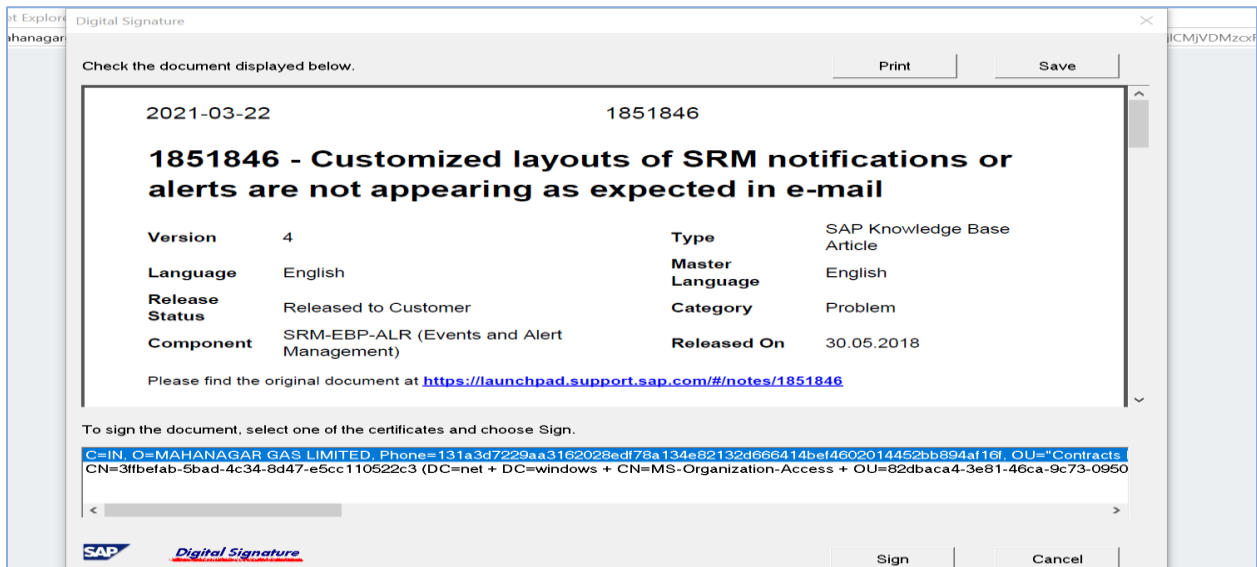 et Explore
Digital Signature
ahanagar
Check the document displayed below.
Print
Save
2021-03-22
1851846
1851846 - Customized layouts of SRM notifications or
alerts are not appearing as expected in e-mail
Version
4
Type
SAP Knowledge Base
Article
Language
English
Master
Language
English
Release
Status
Released to Customer
Category
Problem
Component
SRM-EBP-ALR (Events and Alert
Management)
Released On
30.05.2018
Please find the original document at https://launchpad.support.sap.com/#/notes/1851846
To sign the document, select one of the certificates and choose Sign.
C=IN, O=MAHANAGAR GAS LIMITED, Phone=131a3d7229aa3162028edf78a134e82132d666414bef4602014452bb894af16f, OU="Contracts
CN=3ffbefab-5bad-4c34-8d47-e5cc110522c3 (DC=net + DC=windows + CN=MS-Organization-Access + OU=82dbaca4-3e81-46ca-9c73-0950
SAP
Digital Signature
Sign
Cancel